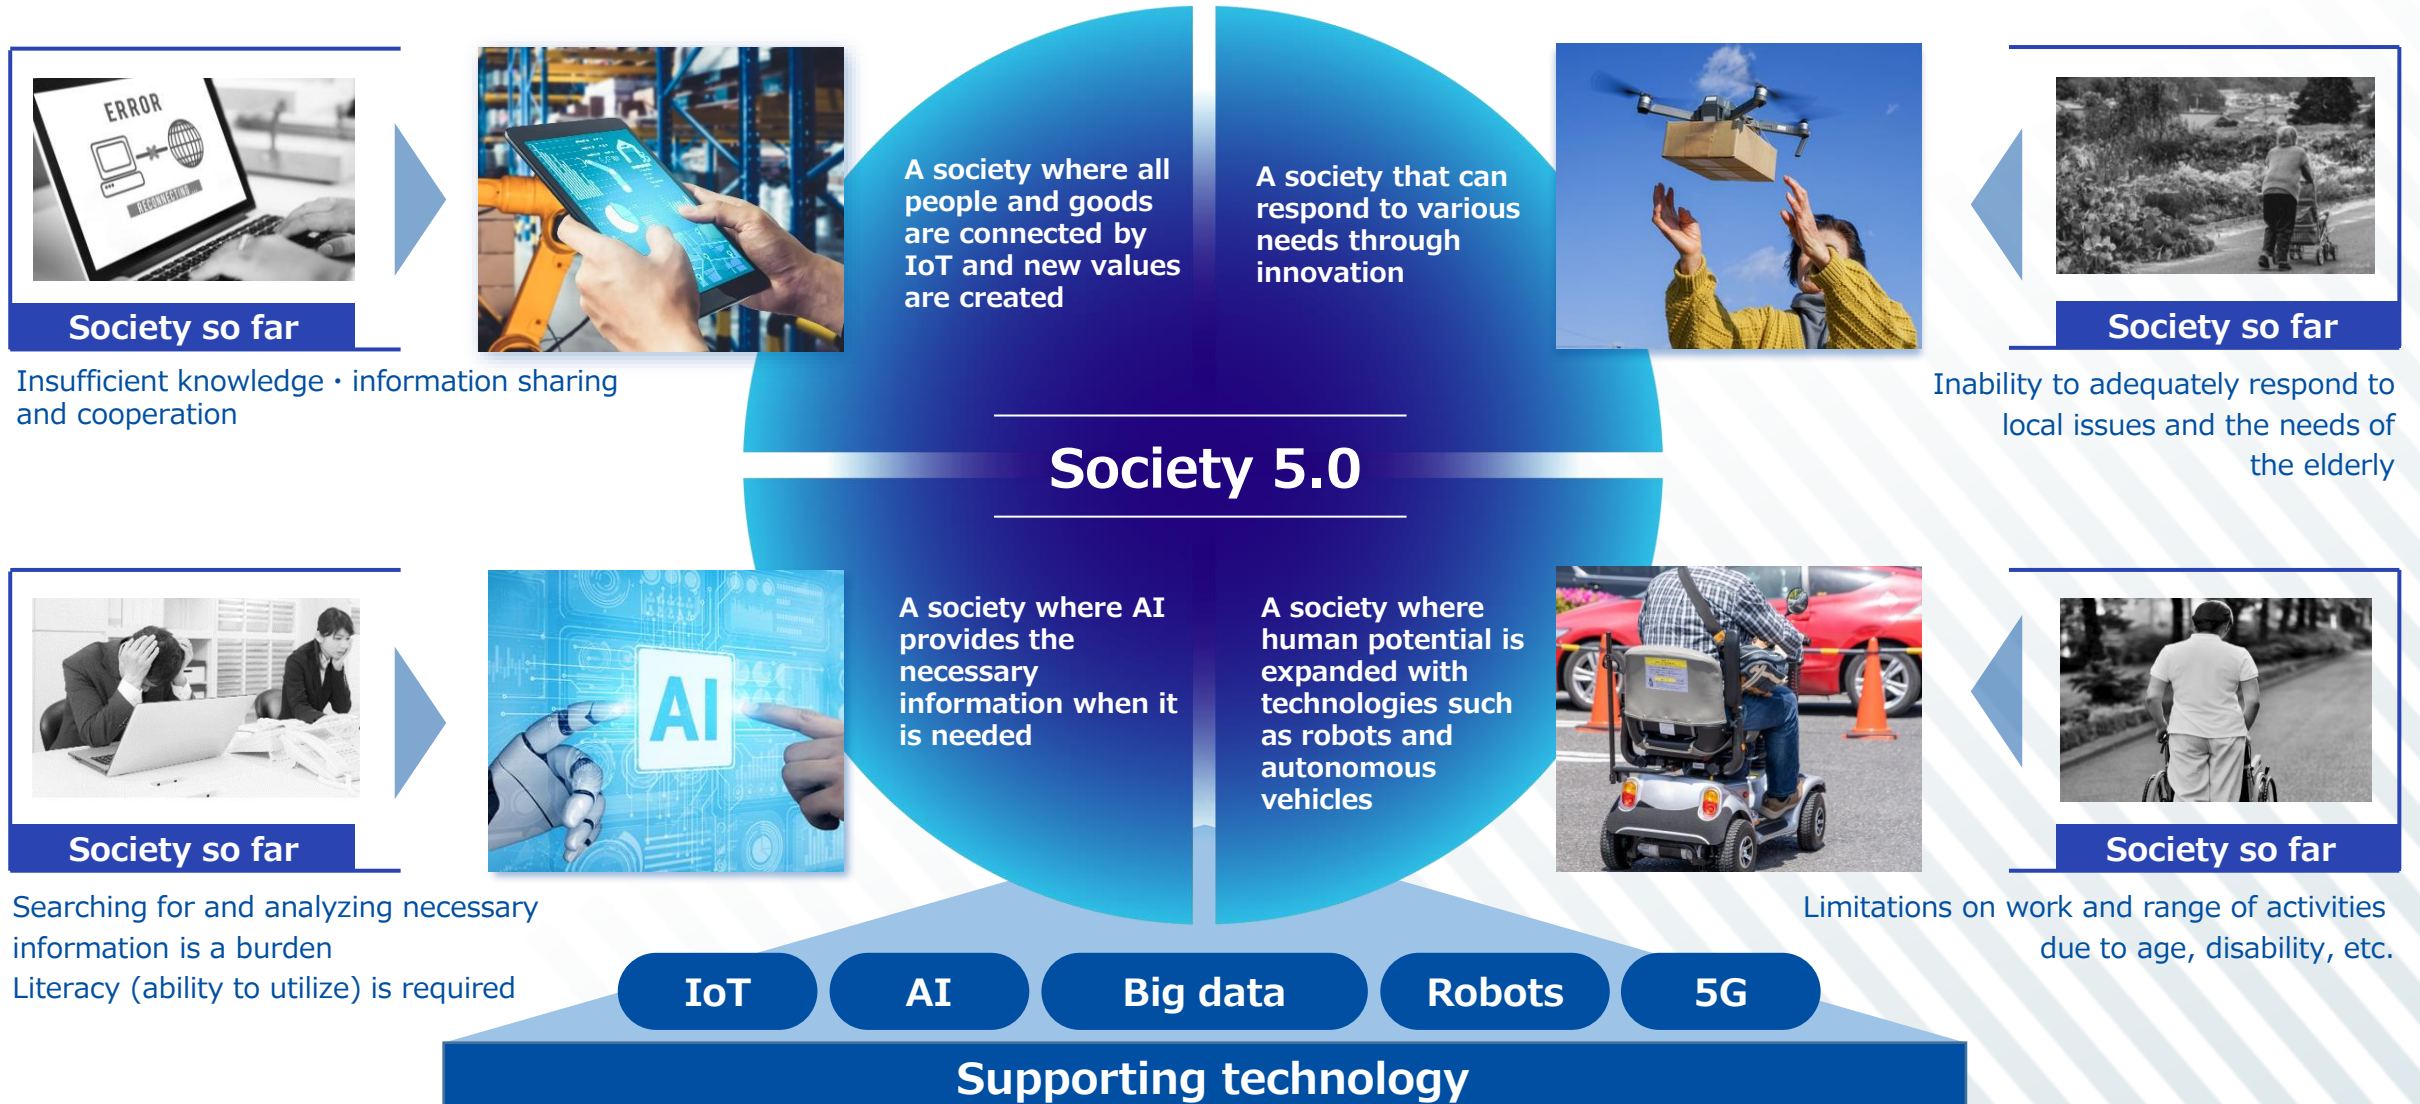 ERROR
RECONNECTING...
Society so far
Insufficient knowledge・information sharing
and cooperation
A society where all
people and goods
are connected by
IoT and new values
are created
A society that can
respond to various
needs through
innovation
Society so far
Inability to adequately respond to
local issues and the needs of
the elderly
Society 5.0
Society so far
Searching for and analyzing necessary
information is a burden
Literacy (ability to utilize) is required
AI
A society where AI
provides the
necessary
information when it
is needed
A society where
human potential is
expanded with
technologies such
as robots and
autonomous
vehicles
Society so far
Limitations on work and range of activities
due to age, disability, etc.
IoT
AI
Big data
Robots
5G
Supporting technology